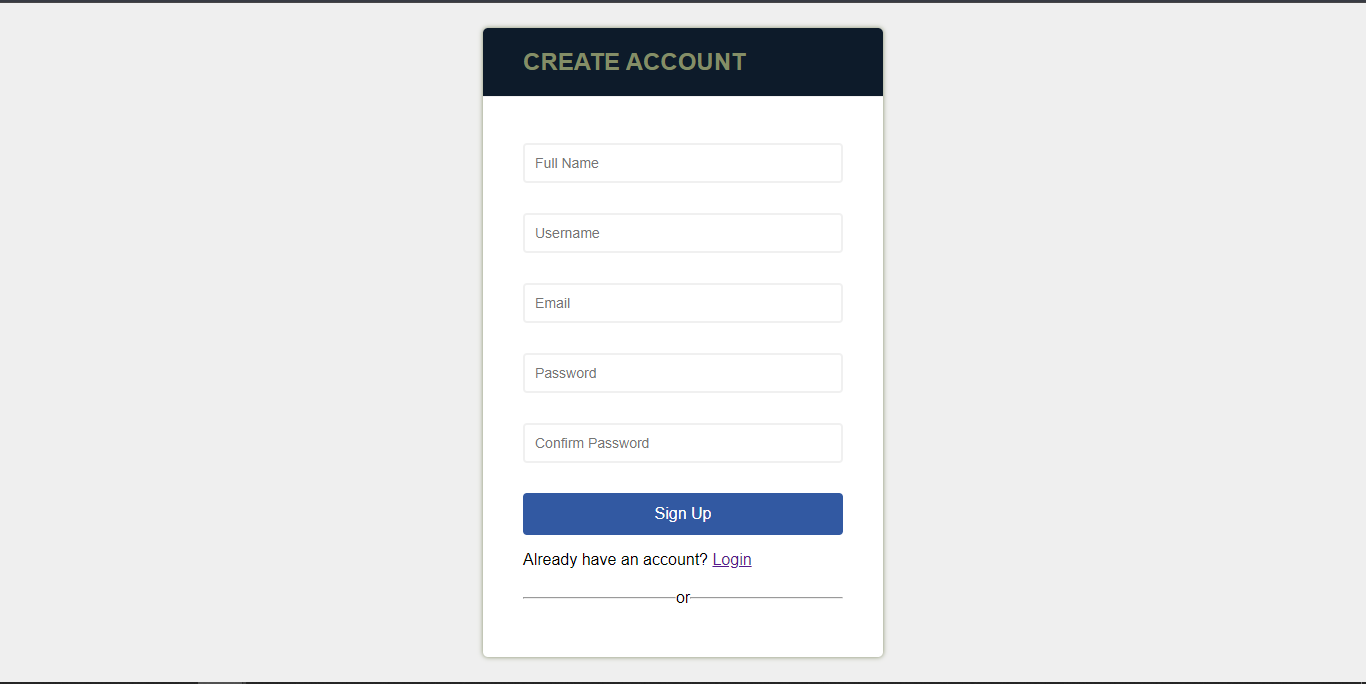 CREATE ACCOUNT
Full Name
Username
Email
Password
Confirm Password
Sign Up
Already have an account? Login
or